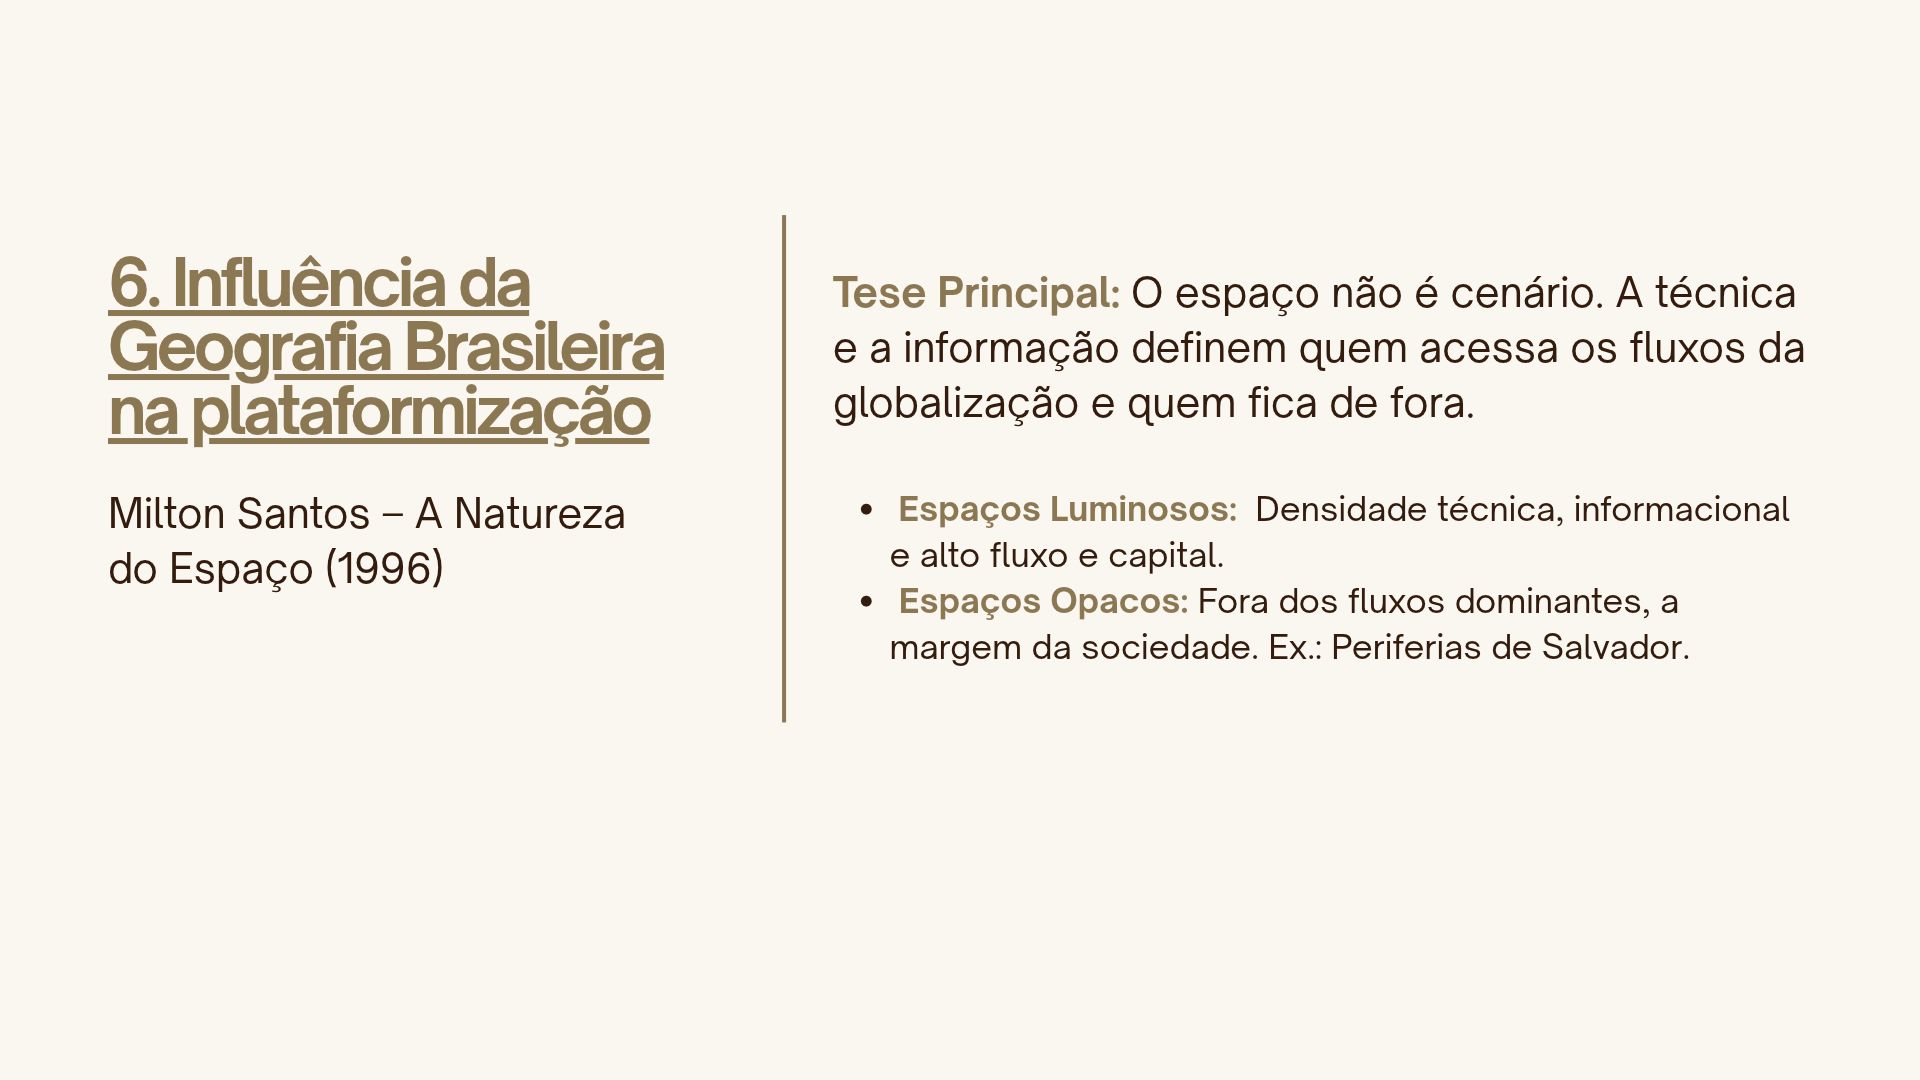 6. Influência da
Geografia Brasileira
na plataformização
Milton Santos – A Natureza
do Espaço (1996)
Tese Principal: O espaço não é cenário. A técnica
e a informação definem quem acessa os fluxos da
globalização e quem fica de fora.
• Espaços Luminosos: Densidade técnica, informacional
e alto fluxo e capital.
• Espaços Opacos: Fora dos fluxos dominantes, a
margem da sociedade. Ex.: Periferias de Salvador.